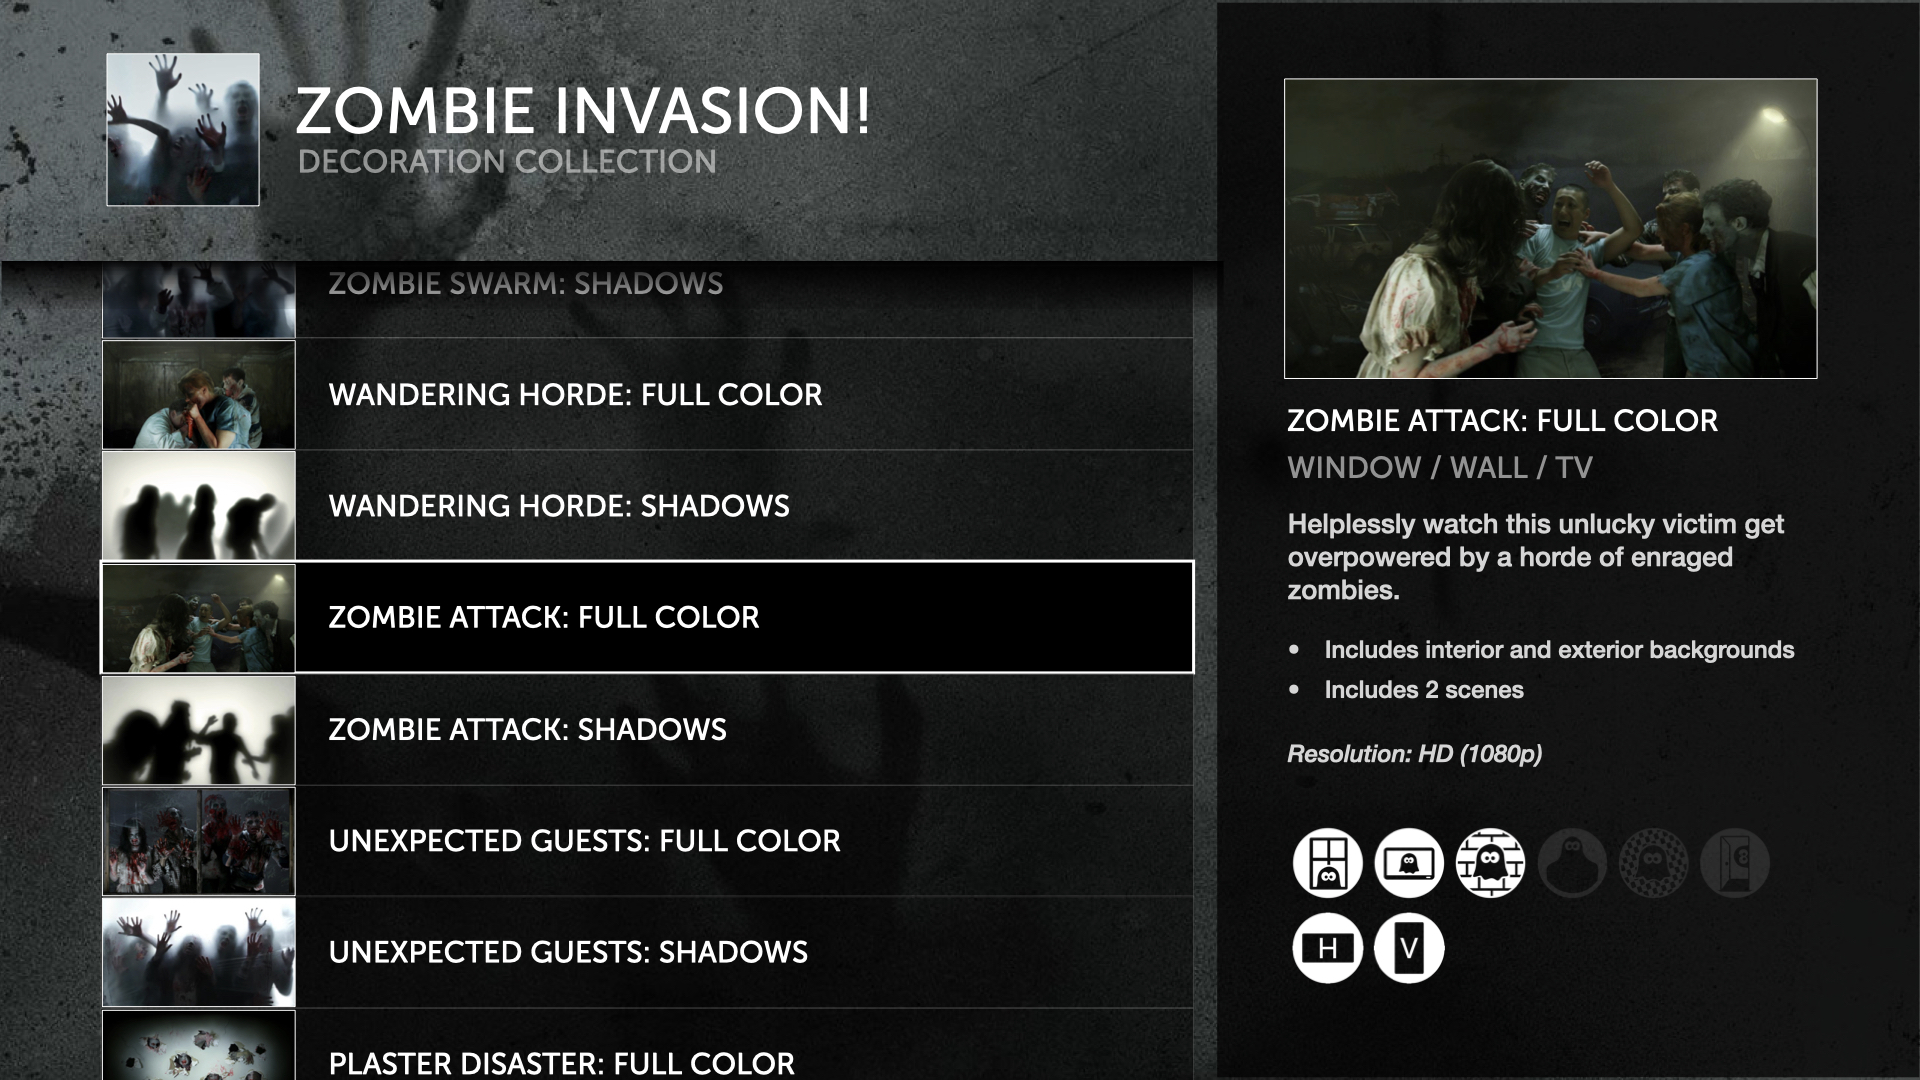 ZOMBIE INVASION!
DECORATION COLLECTION
ZOMBIE SWARM: SHADOWS
WANDERING HORDE: FULL COLOR
WANDERING HORDE: SHADOWS
ZOMBIE ATTACK: FULL COLOR
ZOMBIE ATTACK: SHADOWS
UNEXPECTED GUESTS: FULL COLOR
UNEXPECTED GUESTS: SHADOWS
PLASTER DISASTER: FULL COLOR
ZOMBIE ATTACK: FULL COLOR
WINDOW / WALL / TV
Helplessly watch this unlucky victim get
overpowered by a horde of enraged
zombies.
• Includes interior and exterior backgrounds
• Includes 2 scenes
Resolution: HD (1080p)
H V